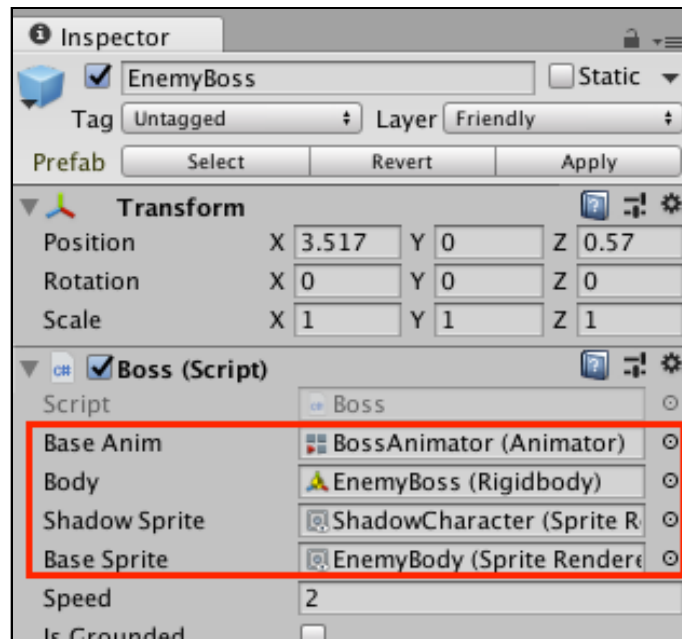 Inspector
EnemyBoss Static
Tag Untagged Layer Friendly
Prefab Select Revert Apply
Transform
Position X 3.517 Y 0 Z 0.57
Rotation X 0 Y 0 Z 0
Scale X 1 Y 1 Z 1
c# Boss (Script)
Script c# Boss
Base Anim BossAnimator (Animator)
Body EnemyBoss (Rigidbody)
Shadow Sprite ShadowCharacter (Sprite R
Base Sprite EnemyBody (Sprite Rendere
Speed 2
Is Grounded